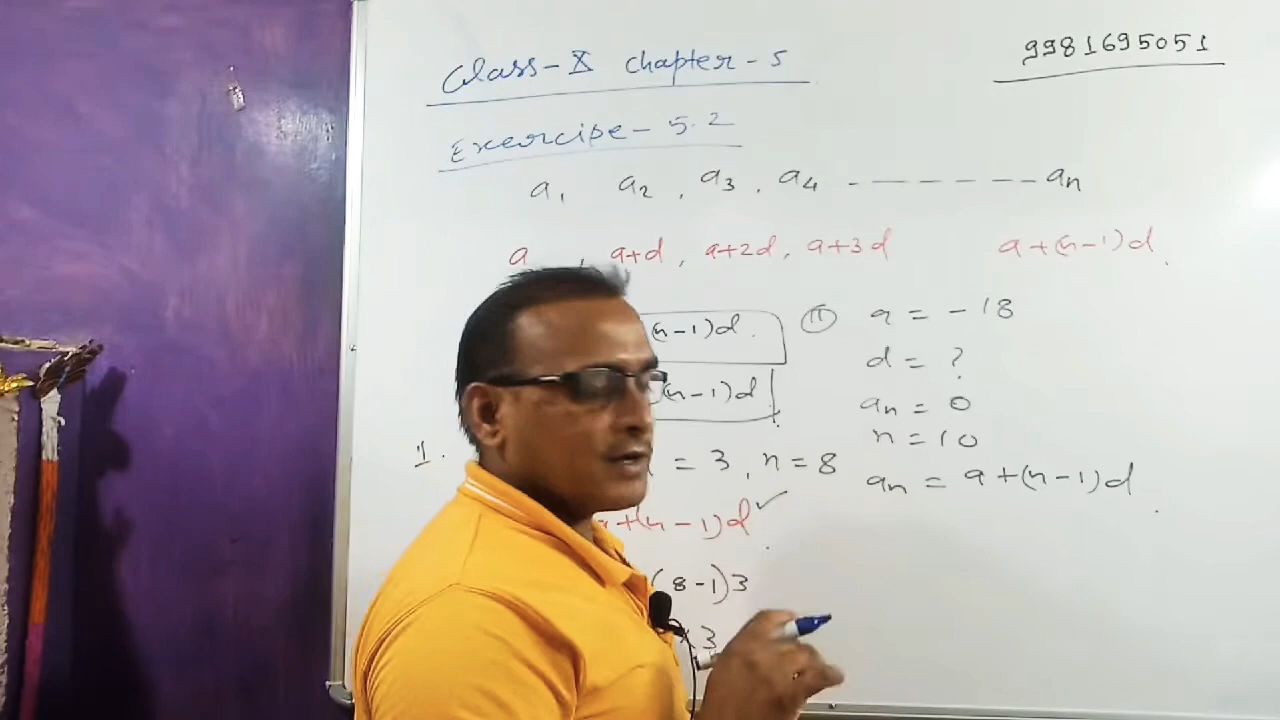 9981695051
Class-X chapter-5
Exercise-5.2
a1 a2, a3, a4 ------- an
a, a+d, a+2d, a+3d a+(n-1)d.
(n-1)d.
(n-1)d
1.
= 3, n=8
a+(n-1)d ✓
(8-1)3
3
(II) a = -18
d = ?
an = 0
n = 10
an = a+(n-1)d